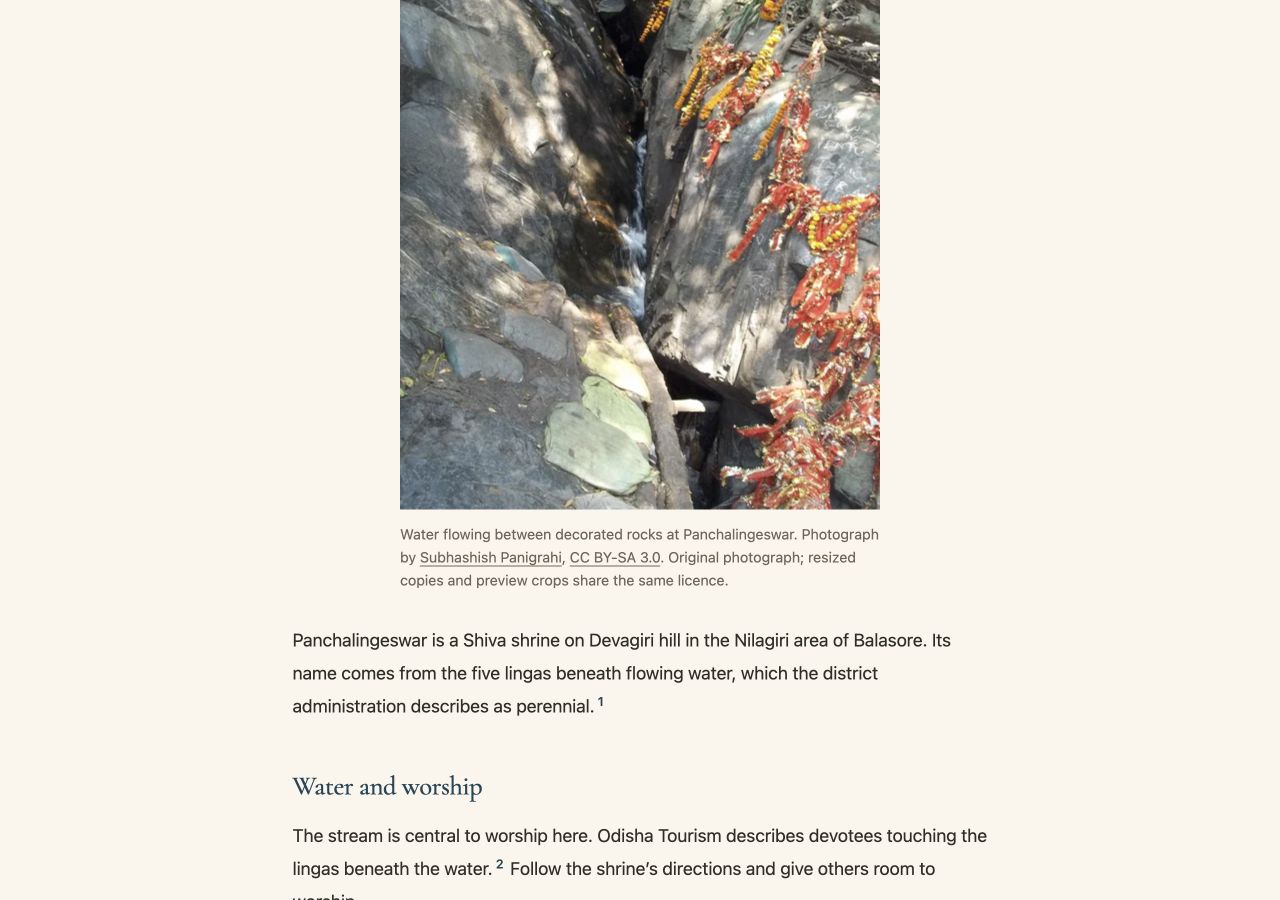 Water flowing between decorated rocks at Panchalingeswar. Photograph
by Subhashish Panigrahi, CC BY-SA 3.0. Original photograph; resized
copies and preview crops share the same licence.
Panchalingeswar is a Shiva shrine on Devagiri hill in the Nilagiri area of Balasore. Its
name comes from the five lingas beneath flowing water, which the district
administration describes as perennial. 1
Water and worship
The stream is central to worship here. Odisha Tourism describes devotees touching the
lingas beneath the water. 2 Follow the shrine’s directions and give others room to
worship.